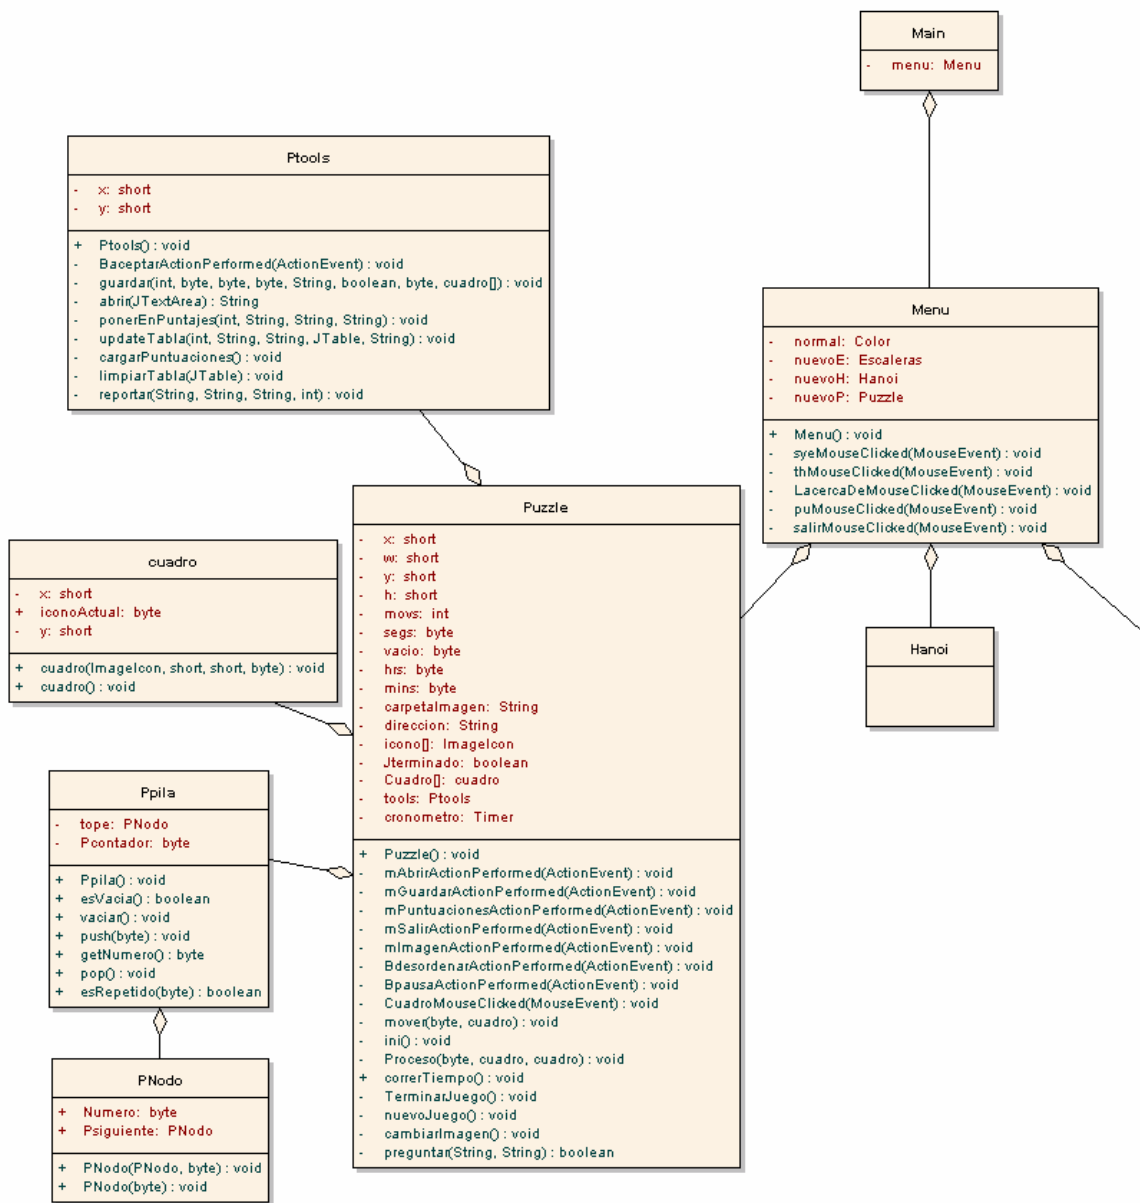 Main
- menu: Menu
Ptools
- x: short
- y: short
+ Ptools() : void
- BaceptarActionPerformed(ActionEvent) : void
- guardar(int, byte, byte, byte, String, boolean, byte, cuadro[]) : void
- abrir(JTextArea) : String
- ponerEnPuntajes(int, String, String, String) : void
- updateTabla(int, String, String, JTable, String) : void
- cargarPuntuaciones() : void
- limpiarTabla(JTable) : void
- reportar(String, String, String, int) : void
Menu
- normal: Color
- nuevoE: Escaleras
- nuevoH: Hanoi
- nuevoP: Puzzle
+ Menu() : void
- syeMouseClicked(MouseEvent) : void
- thMouseClicked(MouseEvent) : void
- LacercaDeMouseClicked(MouseEvent) : void
- puMouseClicked(MouseEvent) : void
- salirMouseClicked(MouseEvent) : void
Puzzle
- x: short
- w: short
- y: short
- h: short
- movs: int
- segs: byte
- vacio: byte
- hrs: byte
- mins: byte
- carpetaImagen: String
- direccion: String
- icono[]: ImageIcon
- Jterminado: boolean
- Cuadro[]: cuadro
- tools: Ptools
- cronometro: Timer
+ Puzzle() : void
- mAbrirActionPerformed(ActionEvent) : void
- mGuardarActionPerformed(ActionEvent) : void
- mPuntuacionesActionPerformed(ActionEvent) : void
- mSalirActionPerformed(ActionEvent) : void
- mImagenActionPerformed(ActionEvent) : void
- BdesordenarActionPerformed(ActionEvent) : void
- BpausaActionPerformed(ActionEvent) : void
- CuadroMouseClicked(MouseEvent) : void
- mover(byte, cuadro) : void
- ini() : void
- Proceso(byte, cuadro, cuadro) : void
+ correrTiempo() : void
- TerminarJuego() : void
- nuevoJuego() : void
- cambiarImagen() : void
- preguntar(String, String) : boolean
cuadro
- x: short
+ iconoActual: byte
- y: short
+ cuadro(ImageIcon, short, short, byte) : void
+ cuadro() : void
Hanoi
Ppila
- tope: PNodo
- Pcontador: byte
+ Ppila() : void
+ esVacia() : boolean
+ vaciar() : void
+ push(byte) : void
+ getNumero() : byte
+ pop() : void
+ esRepetido(byte) : boolean
PNodo
+ Numero: byte
+ Psiguiente: PNodo
+ PNodo(PNodo, byte) : void
+ PNodo(byte) : void